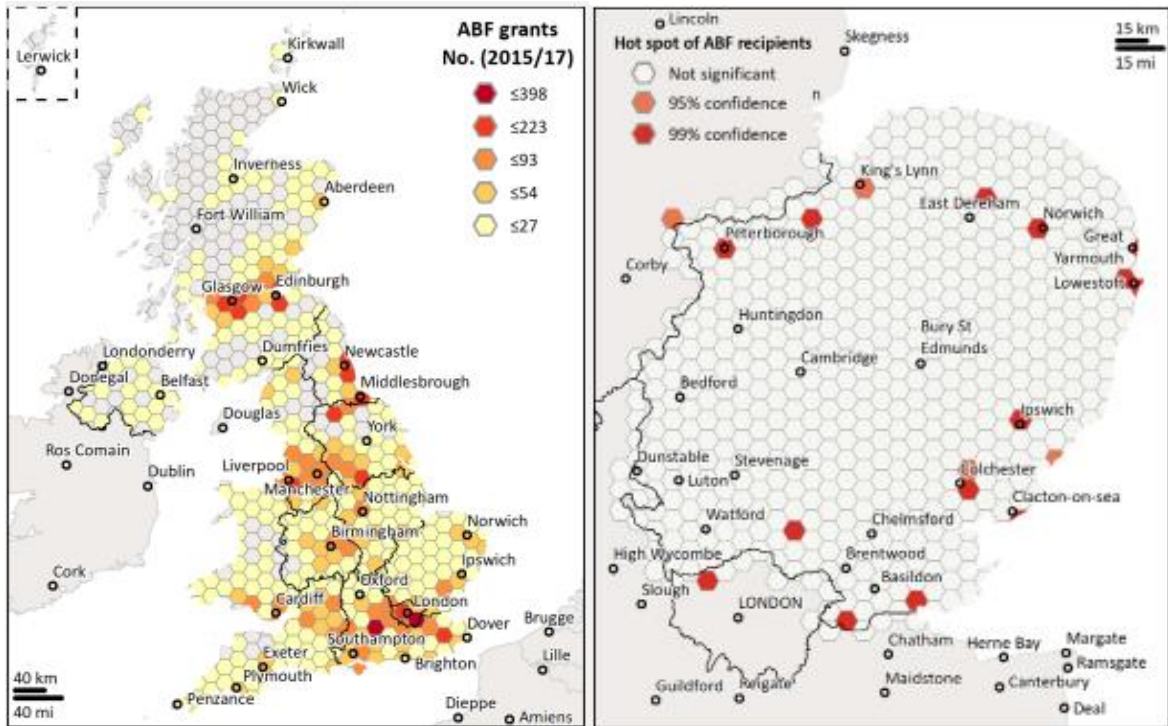 Lerwick
Kirkwall
Wick
ABF grants
No. (2015/17)
≤398
≤223
≤93
≤54
≤27
Inverness
Aberdeen
Fort William
Glasgow
Edinburgh
Londonderry
Dumfries
Newcastle
Donegal
Belfast
Middlesbrough
Douglas
York
Ros Comain
Dublin
Liverpool
Manchester
Nottingham
Norwich
Birmingham
Ipswich
Cork
Oxford
Cardiff
London
Southampton
Dover
Brugge
Exeter
Brighton
Lille
Plymouth
40 km
40 mi
Penzance
Dieppe
Amiens
Lincoln
Skegness
15 km
15 mi
Hot spot of ABF recipients
Not significant
95% confidence
99% confidence
n
King's Lynn
East Dereham
Norwich
Peterborough
Great
Yarmouth
Corby
Lowestoft
Huntingdon
Bury St
Edmunds
Cambridge
Bedford
Ipswich
Dunstable
Stevenage
Colchester
Luton
Clacton-on-sea
Watford
Chelmsford
High Wycombe
Brentwood
Slough
Basildon
LONDON
Chatham
Herne Bay
Margate
Ramsgate
Guildford
Reigate
Maidstone
Canterbury
Deal